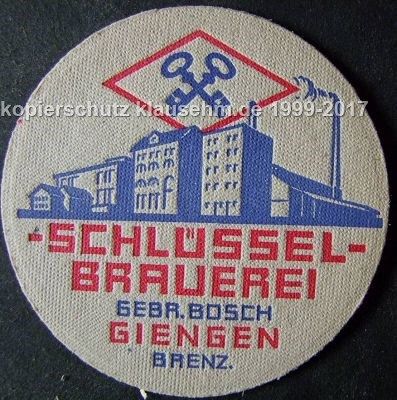 kopierschutz klausehm.de 1999-2017
-SCHLÜSSEL-
BRAUEREI
GEBR. BOSCH
GIENGEN
BRENZ.